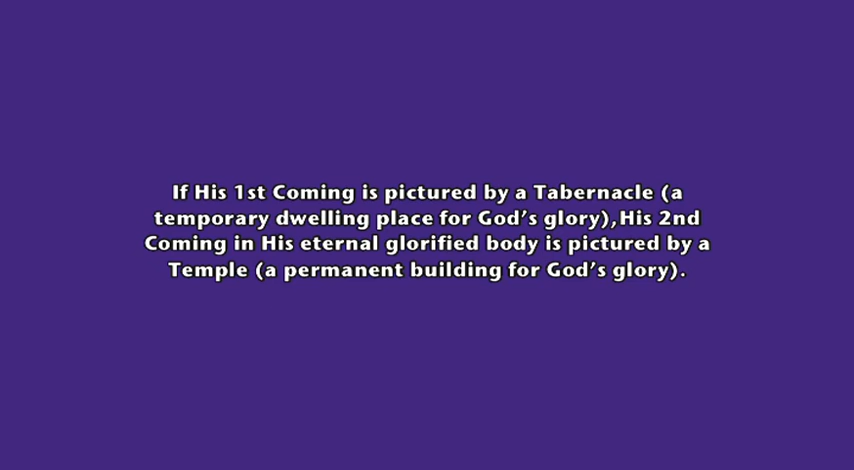 If His 1st Coming is pictured by a Tabernacle (a
temporary dwelling place for God’s glory),His 2nd
Coming in His eternal glorified body is pictured by a
Temple (a permanent building for God’s glory).